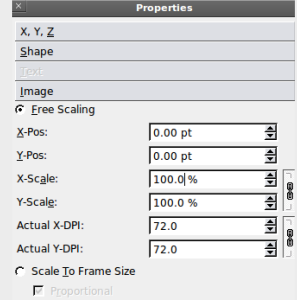 Properties
X, Y, Z
Shape
Text
Image
Free Scaling
X-Pos: 0.00 pt
Y-Pos: 0.00 pt
X-Scale: 100.0 %
Y-Scale: 100.0 %
Actual X-DPI: 72.0
Actual Y-DPI: 72.0
Scale To Frame Size
Proportional